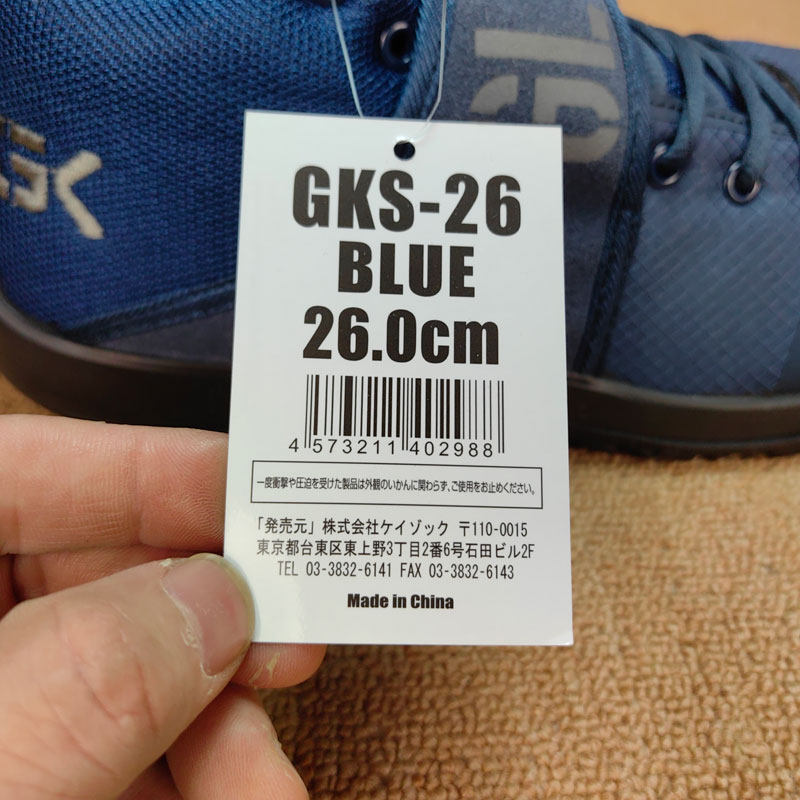 GKS-26
BLUE
26.0cm
4 573211 402988
一度衝撃や圧迫を受けた製品は外観のいかんに関わらず、ご使用をお止めください。
「発売元」株式会社ケイゾック 〒110-0015
東京都台東区東上野3丁目2番6号石田ビル2F
TEL 03-3832-6141 FAX 03-3832-6143
Made in China